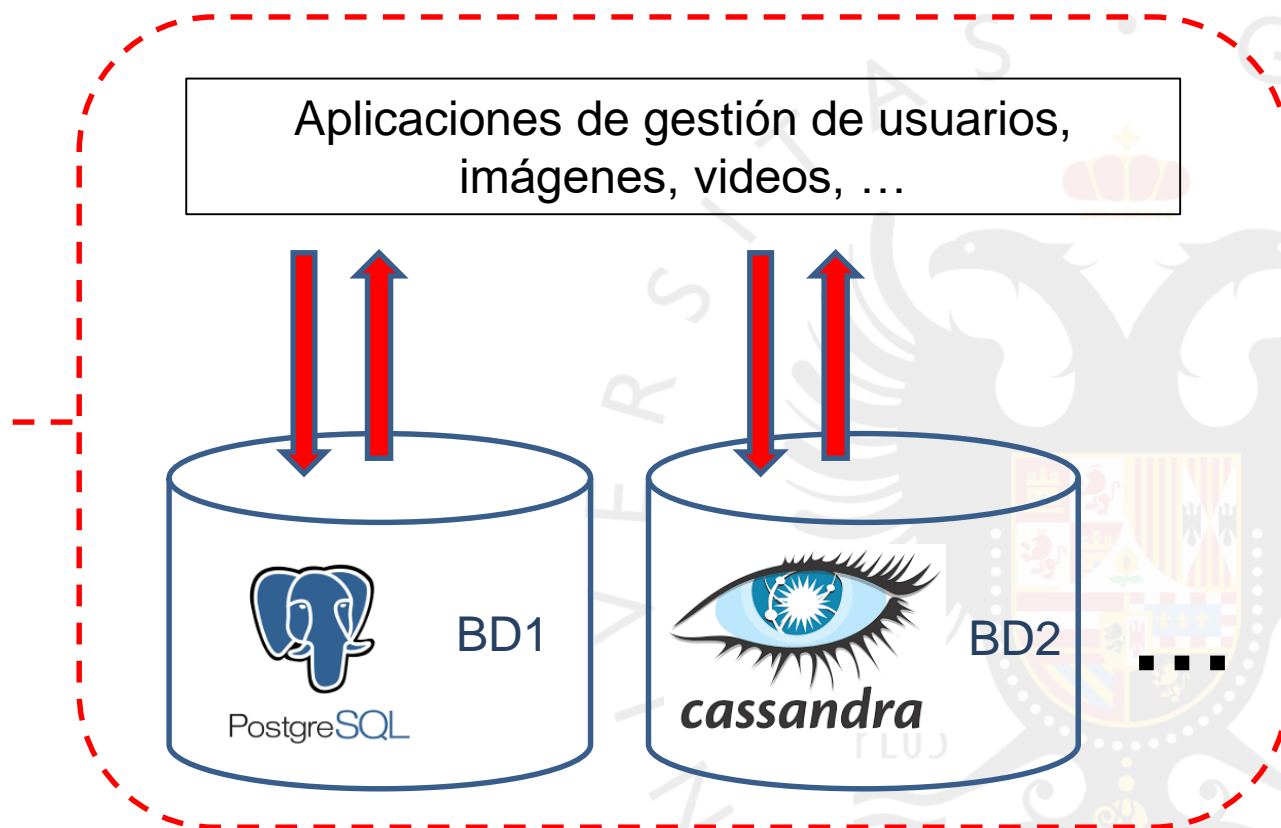 Aplicaciones de gestión de usuarios,
imágenes, videos, …
BD1
PostgreSQL
BD2
cassandra
...